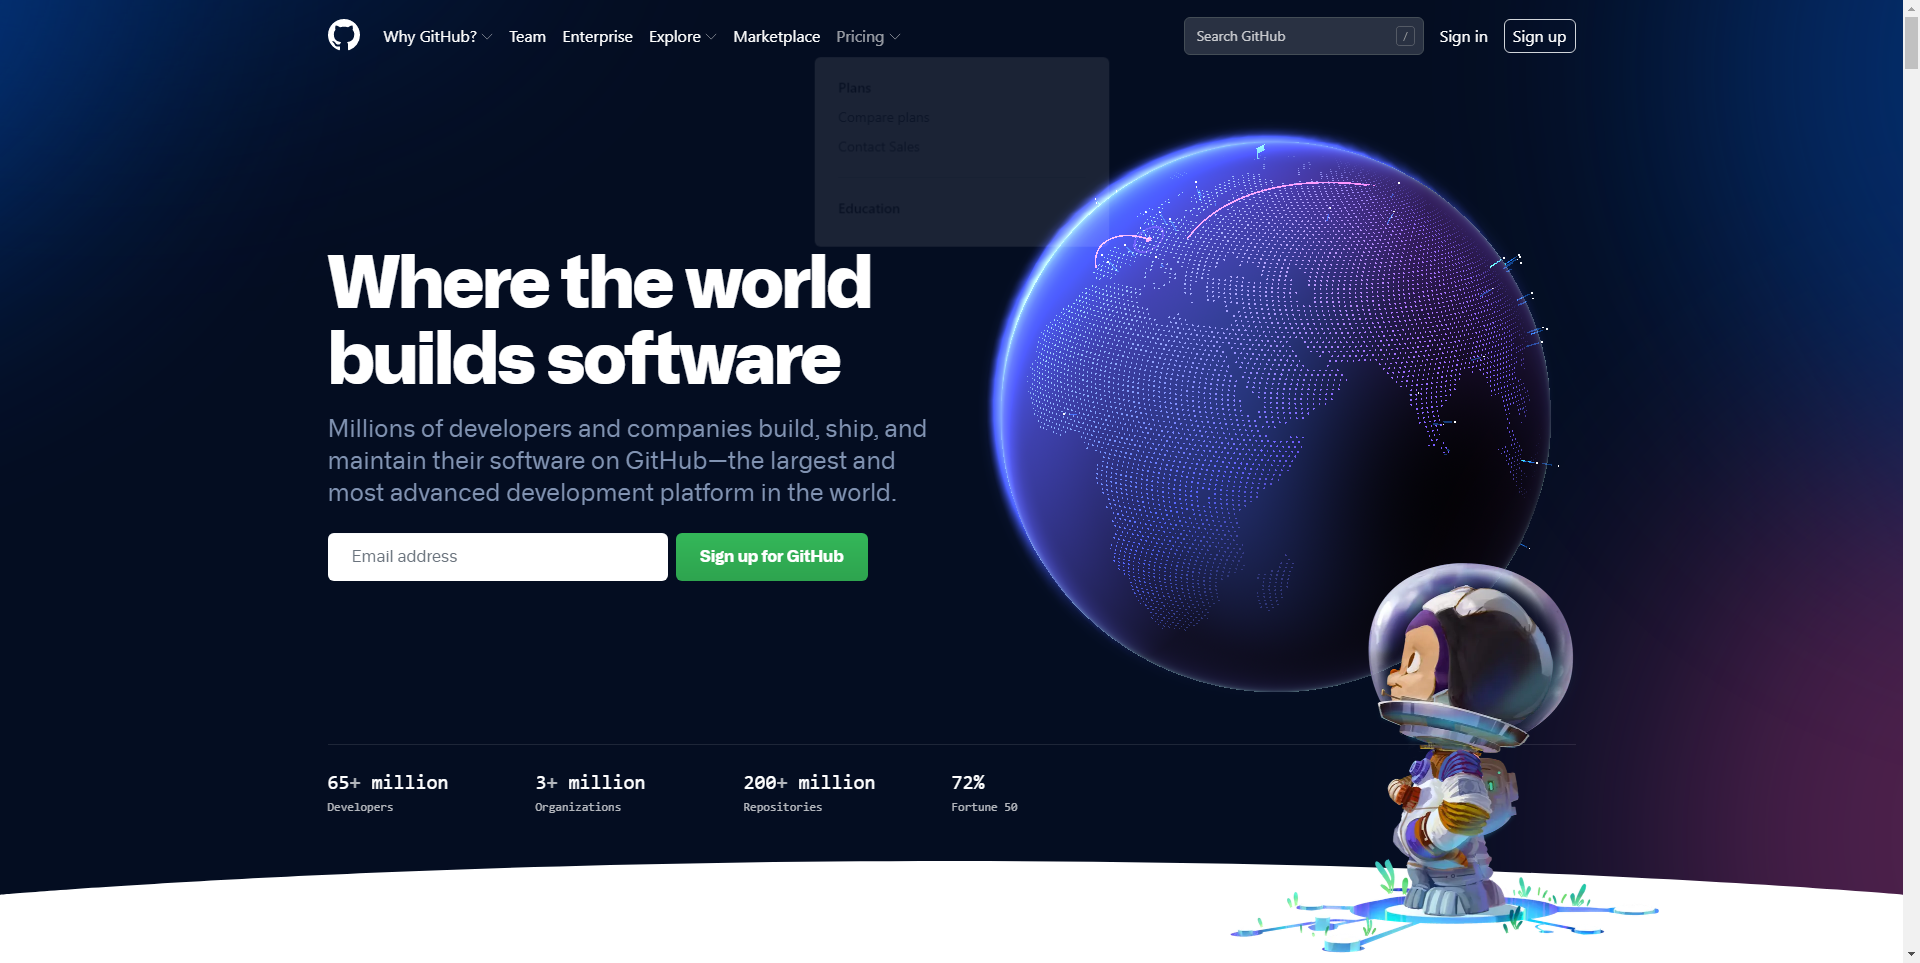 Why GitHub?
Team
Enterprise
Explore
Marketplace
Pricing
Search GitHub
/
Sign in
Sign up
Plans
Compare plans
Contact Sales
Education
Where the world
builds software
Millions of developers and companies build, ship, and
maintain their software on GitHub—the largest and
most advanced development platform in the world.
Email address
Sign up for GitHub
65+ million
Developers
3+ million
Organizations
200+ million
Repositories
72%
Fortune 50